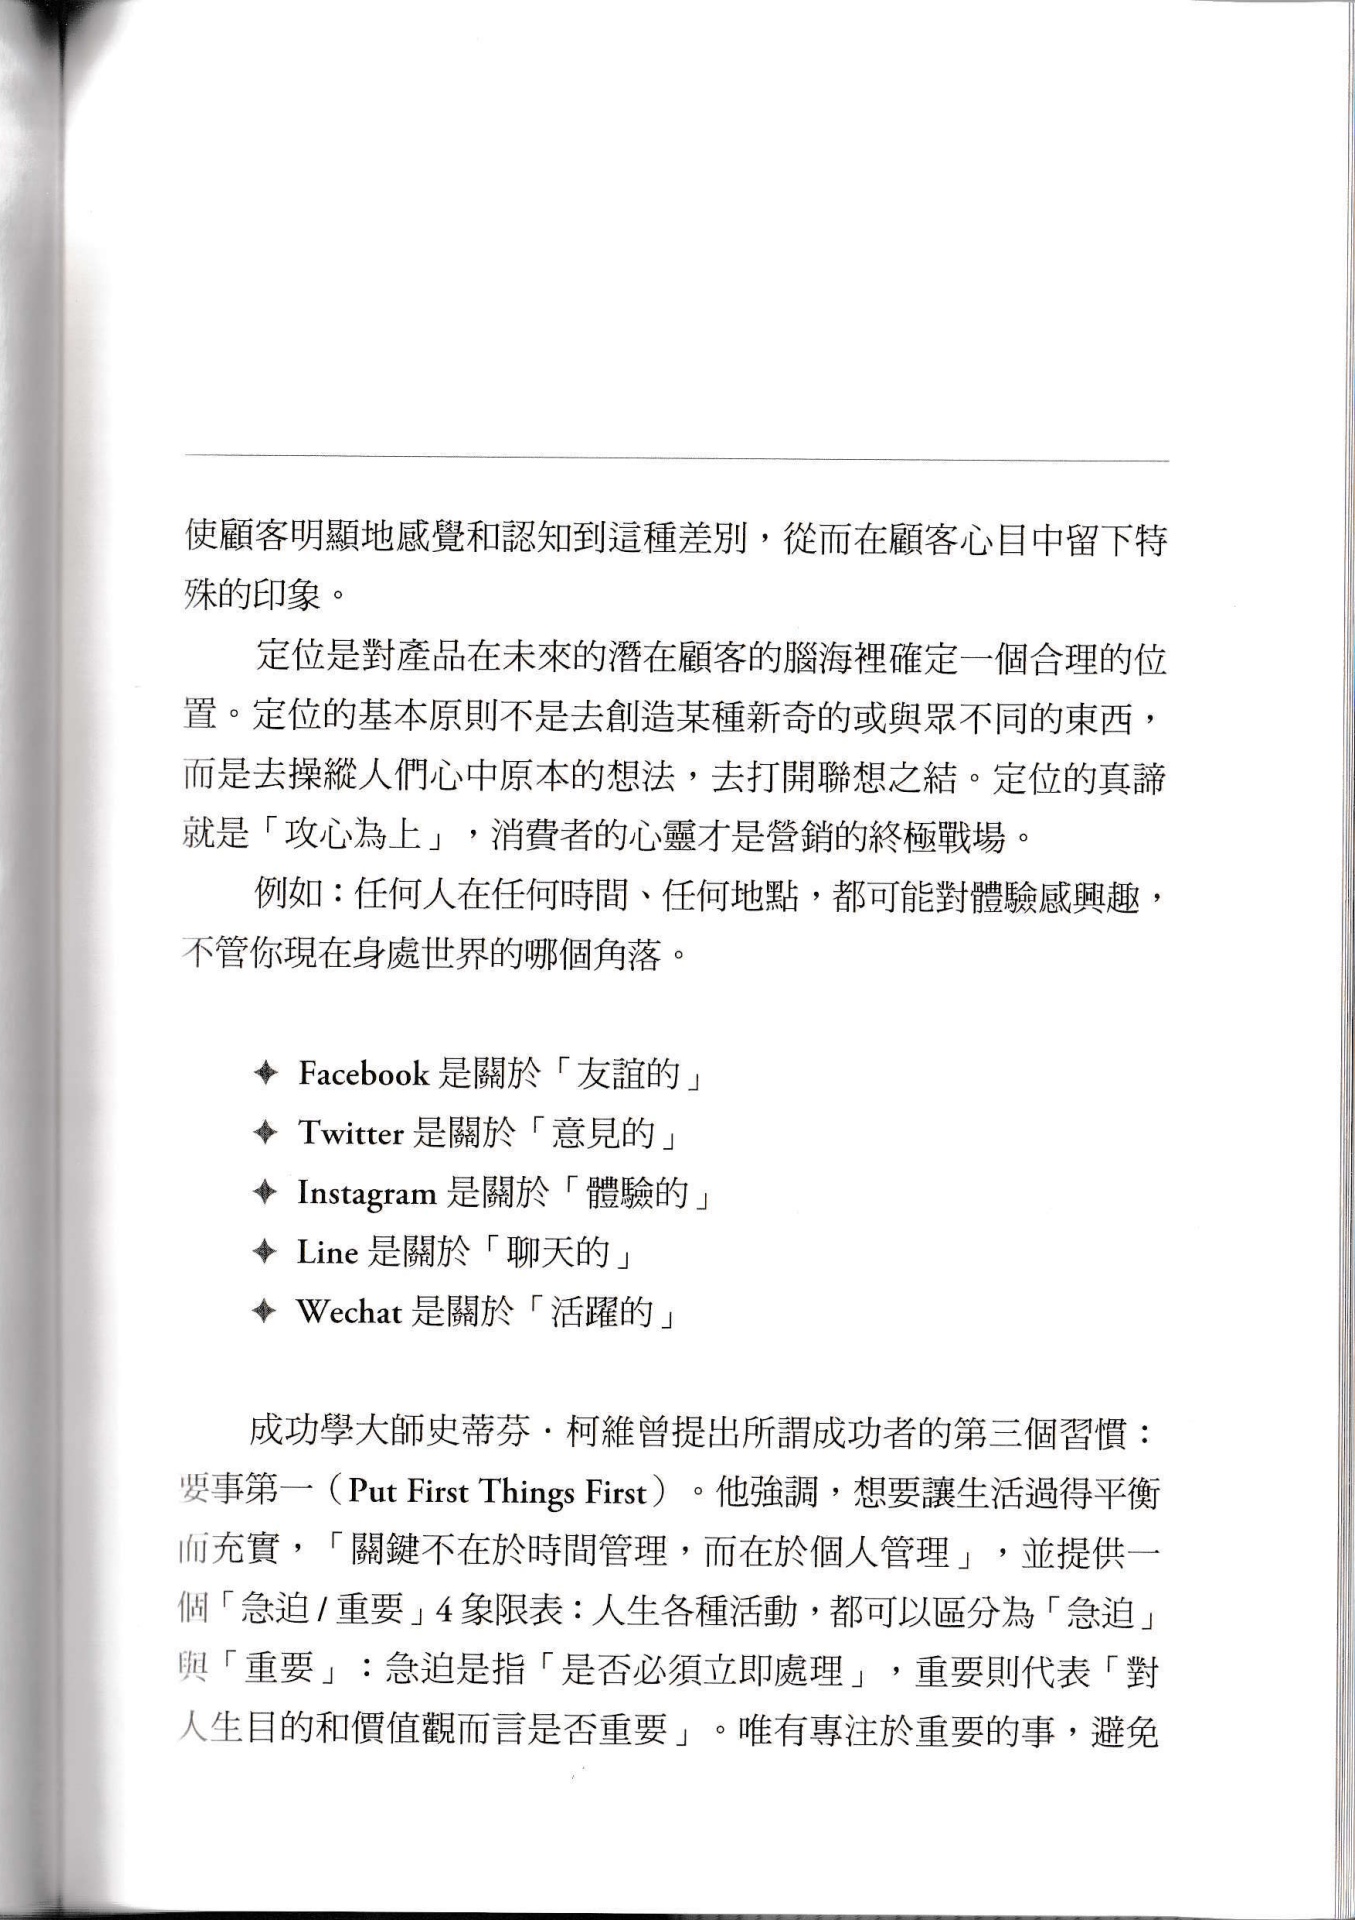 使顧客明顯地感覺和認知到這種差別，從而在顧客心目中留下特
殊的印象。
定位是對產品在未來的潛在顧客的腦海裡確定一個合理的位
置。定位的基本原則不是去創造某種新奇的或與眾不同的東西，
而是去操縱人們心中原本的想法，去打開聯想之結。定位的真諦
就是「攻心為上」，消費者的心靈才是營銷的終極戰場。
例如：任何人在任何時間、任何地點，都可能對體驗感興趣，
不管你現在身處世界的哪個角落。
✦ Facebook 是關於「友誼的」
✦ Twitter 是關於「意見的」
✦ Instagram 是關於「體驗的」
✦ Line 是關於「聊天的」
✦ Wechat 是關於「活躍的」
成功學大師史蒂芬．柯維曾提出所謂成功者的第三個習慣：
要事第一（Put First Things First）。他強調，想要讓生活過得平衡
而充實，「關鍵不在於時間管理，而在於個人管理」，並提供一
個「急迫 / 重要」4 象限表：人生各種活動，都可以區分為「急迫」
與「重要」：急迫是指「是否必須立即處理」，重要則代表「對
人生目的和價值觀而言是否重要」。唯有專注於重要的事，避免